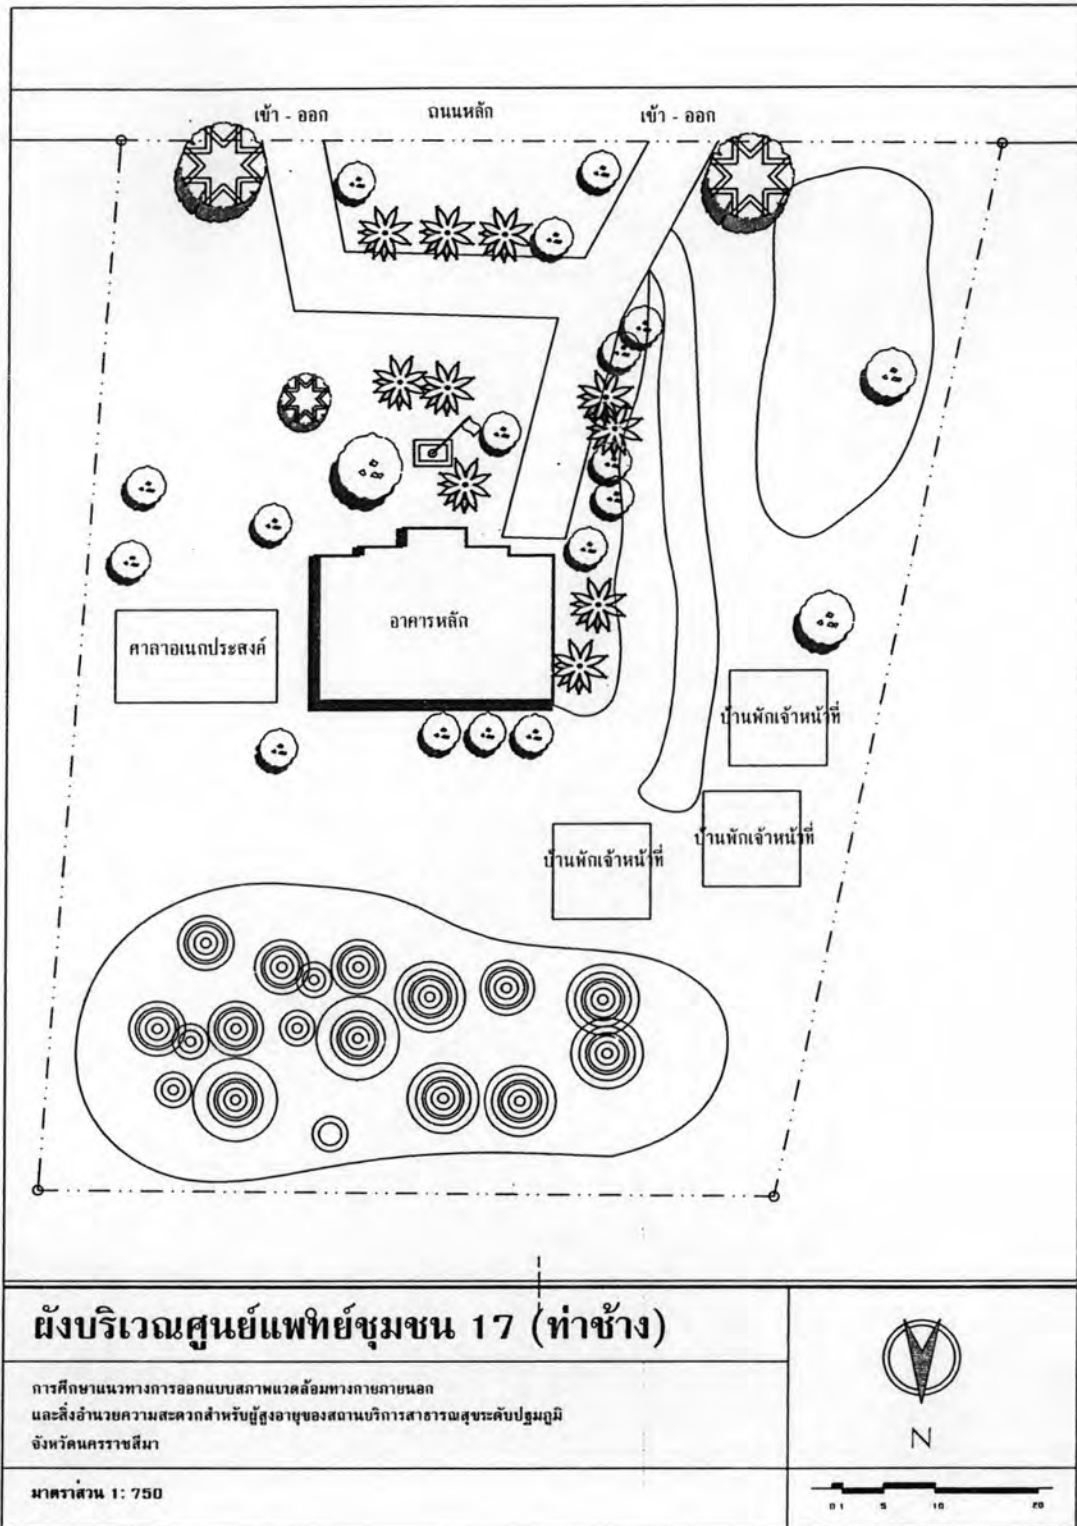 เข้า - ออก ถนนหลัก เข้า - ออก
อาคารหลัก
ศาลาอเนกประสงค์
บ้านพักเจ้าหน้าที่
บ้านพักเจ้าหน้าที่
บ้านพักเจ้าหน้าที่
ผังบริเวณศูนย์แพทย์ชุมชน 17 (ท่าช้าง)
การศึกษาแนวทางการออกแบบสภาพแวดล้อมทางกายภายนอก
และสิ่งอำนวยความสะดวกสำหรับผู้สูงอายุของสถานบริการสาธารณสุขระดับปฐมภูมิ
จังหวัดนครราชสีมา
N
มาตราส่วน 1: 750
0 1 5 10 20